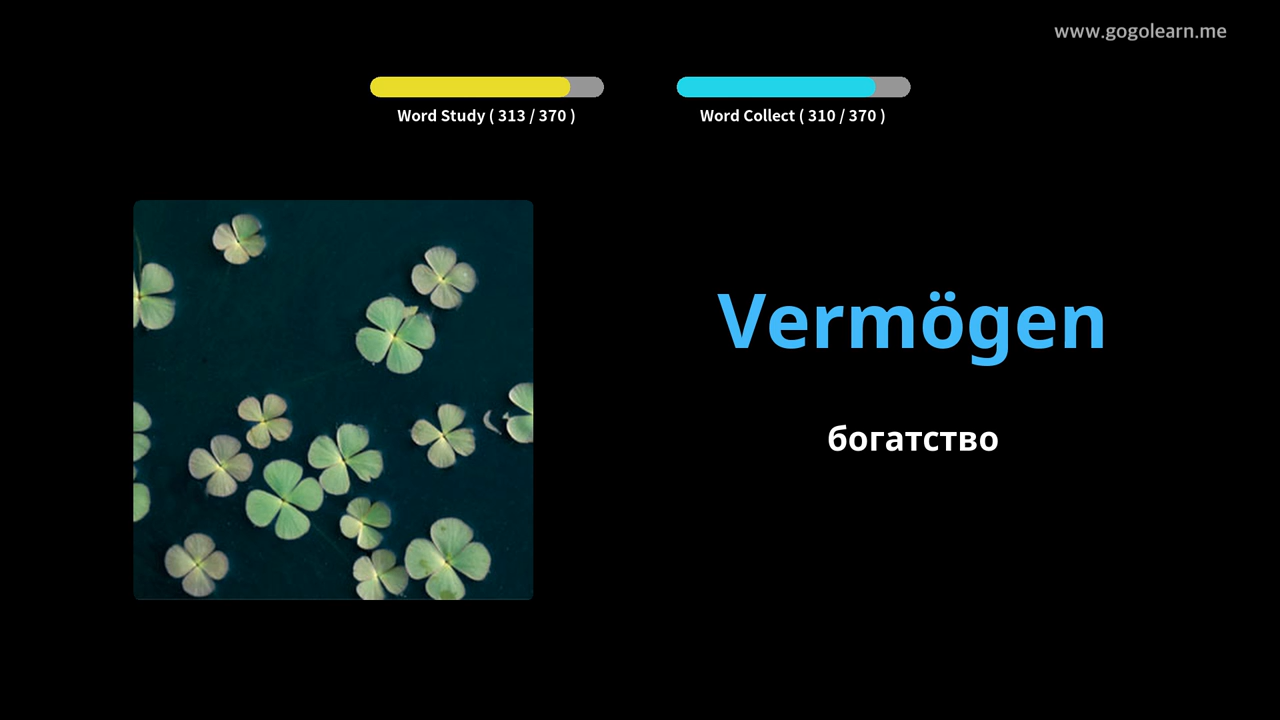 www.gogolearn.me
Word Study ( 313 / 370 )
Word Collect ( 310 / 370 )
Vermögen
богатство